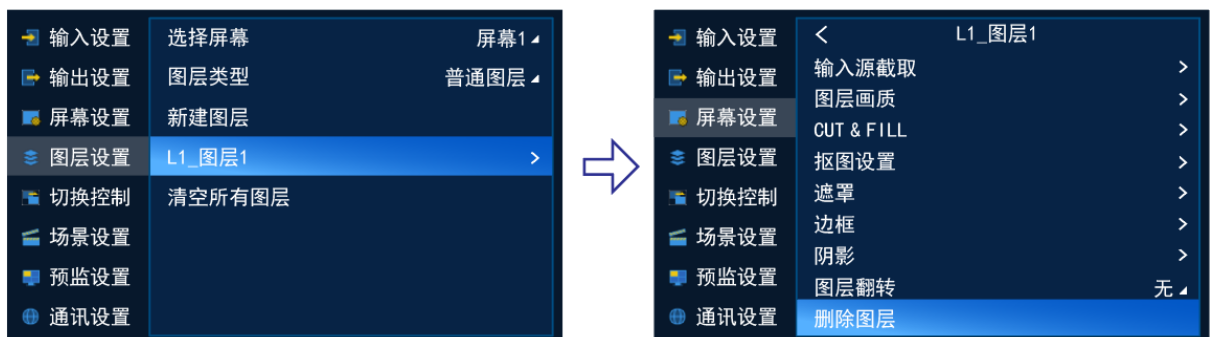 输入设置
输出设置
屏幕设置
图层设置
切换控制
场景设置
预监设置
通讯设置
选择屏幕 屏幕1
图层类型 普通图层
新建图层
L1_图层1 >
清空所有图层
输入设置
输出设置
屏幕设置
图层设置
切换控制
场景设置
预监设置
通讯设置
< L1_图层1
输入源截取 >
图层画质 >
CUT & FILL >
抠图设置 >
遮罩 >
边框 >
阴影 >
图层翻转 无
删除图层